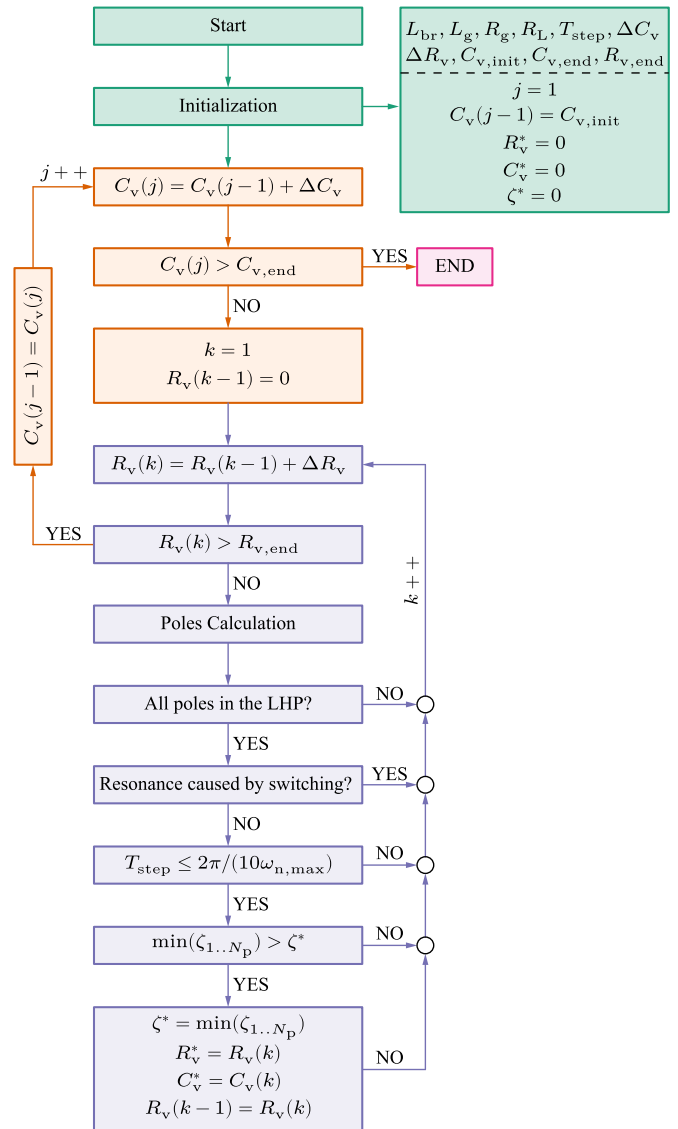 Start
L_br, L_g, R_g, R_L, T_step, ΔC_v
ΔR_v, C_v,init, C_v,end, R_v,end
Initialization
j = 1
C_v(j−1) = C_v,init
R_v^* = 0
C_v^* = 0
ζ^* = 0
j ++
C_v(j) = C_v(j−1) + ΔC_v
C_v(j) > C_v,end
YES
END
NO
C_v(j − 1) = C_v(j)
k = 1
R_v(k−1) = 0
R_v(k) = R_v(k−1) + ΔR_v
YES
R_v(k) > R_v,end
NO
k ++
Poles Calculation
All poles in the LHP?
NO
YES
Resonance caused by switching?
YES
NO
T_step ≤ 2π/(10ω_n,max)
NO
YES
min(ζ_1..N_p) > ζ^*
NO
YES
ζ^* = min(ζ_1..N_p)
R_v^* = R_v(k)
C_v^* = C_v(k)
R_v(k−1) = R_v(k)
NO